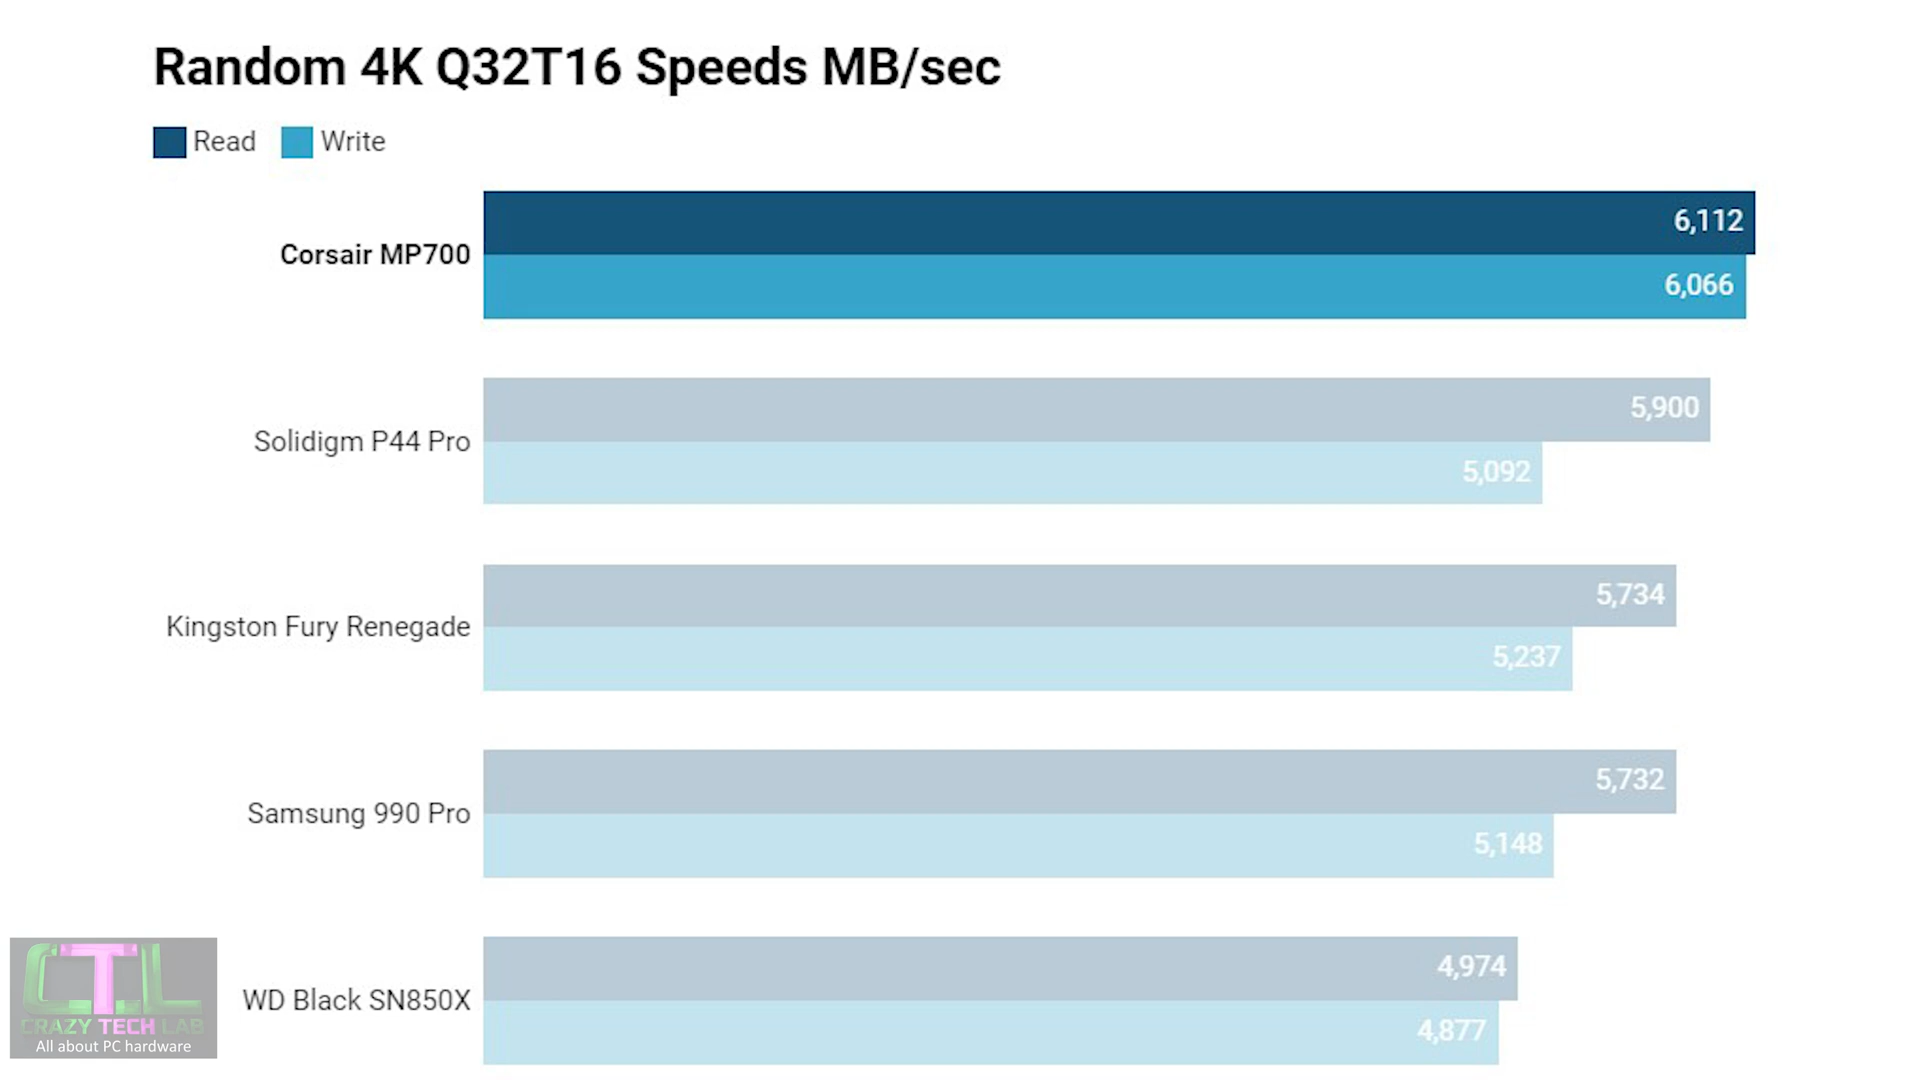 Random 4K Q32T16 Speeds MB/sec
Read Write
Corsair MP700
6,112
6,066
Solidigm P44 Pro
5,900
5,092
Kingston Fury Renegade
5,734
5,237
Samsung 990 Pro
5,732
5,148
WD Black SN850X
4,974
4,877
CTL
CRAZY TECH LAB
All about PC hardware